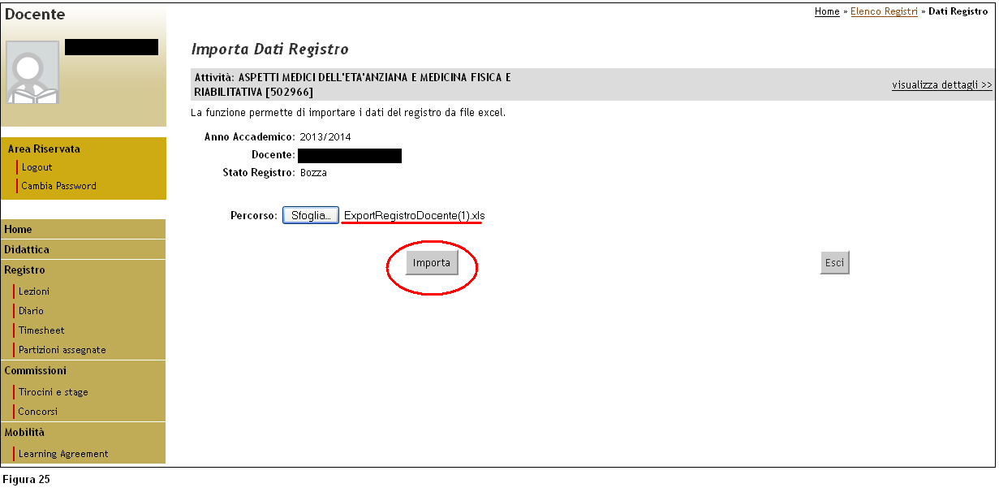 Docente
Home » Elenco Registri » Dati Registro
Importa Dati Registro
Attività: ASPETTI MEDICI DELL'ETA'ANZIANA E MEDICINA FISICA E
RIABILITATIVA [502966]
visualizza dettagli >>
La funzione permette di importare i dati del registro da file excel.
Anno Accademico: 2013/2014
Docente:
Stato Registro: Bozza
Percorso: Sfoglia... ExportRegistroDocente(1).xls
Importa
Esci
Area Riservata
Logout
Cambia Password
Home
Didattica
Registro
Lezioni
Diario
Timesheet
Partizioni assegnate
Commissioni
Tirocini e stage
Concorsi
Mobilità
Learning Agreement
Figura 25